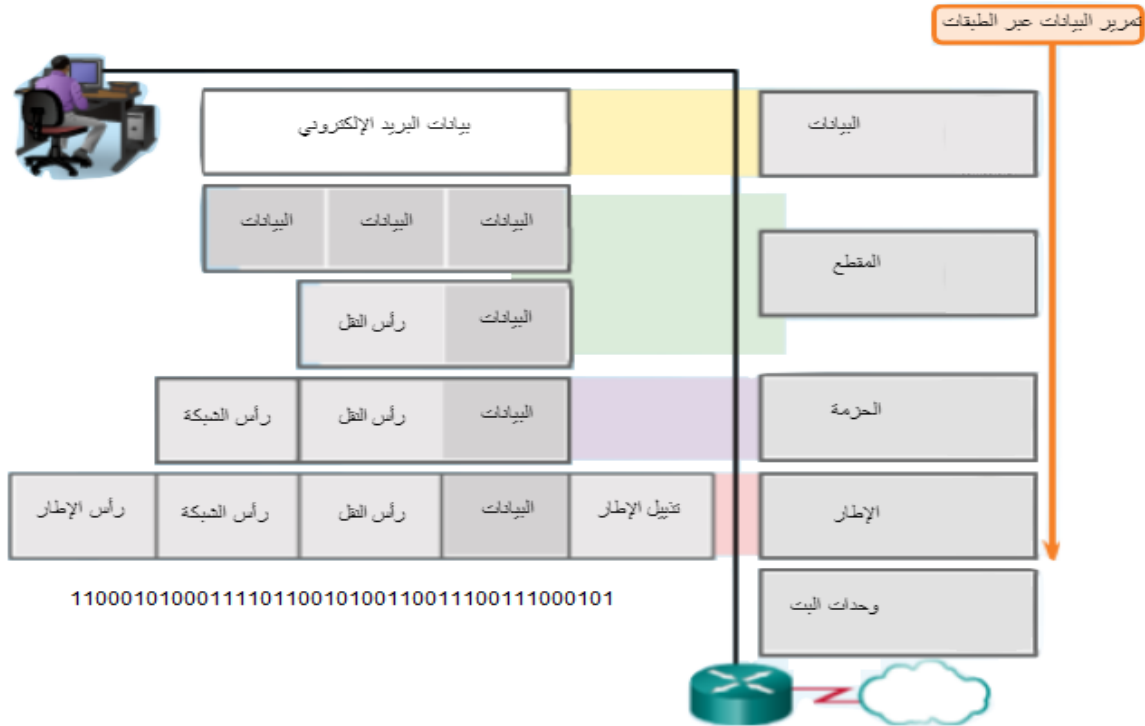 تمرير البيانات عبر الطبقات
البيانات
بيانات البريد الإلكتروني
البيانات
البيانات
البيانات
المقطع
البيانات
رأس النقل
الحزمة
البيانات
رأس النقل
رأس الشبكة
الإطار
تذييل الإطار
البيانات
رأس النقل
رأس الشبكة
رأس الإطار
وحدات البت
1100010100011110110010100110011100111000101